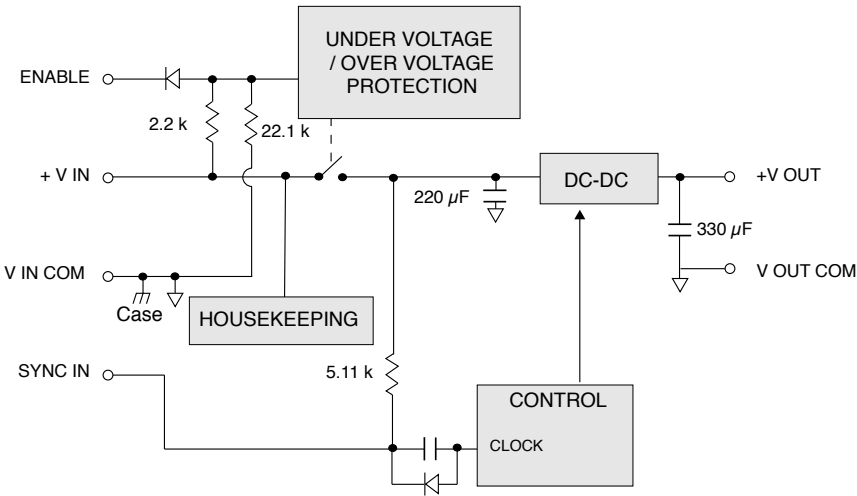 UNDER VOLTAGE
/ OVER VOLTAGE
PROTECTION
ENABLE
2.2 k
22.1 k
+ V IN
DC-DC
+V OUT
220 µF
330 µF
V IN COM
V OUT COM
Case
HOUSEKEEPING
SYNC IN
5.11 k
CONTROL
CLOCK